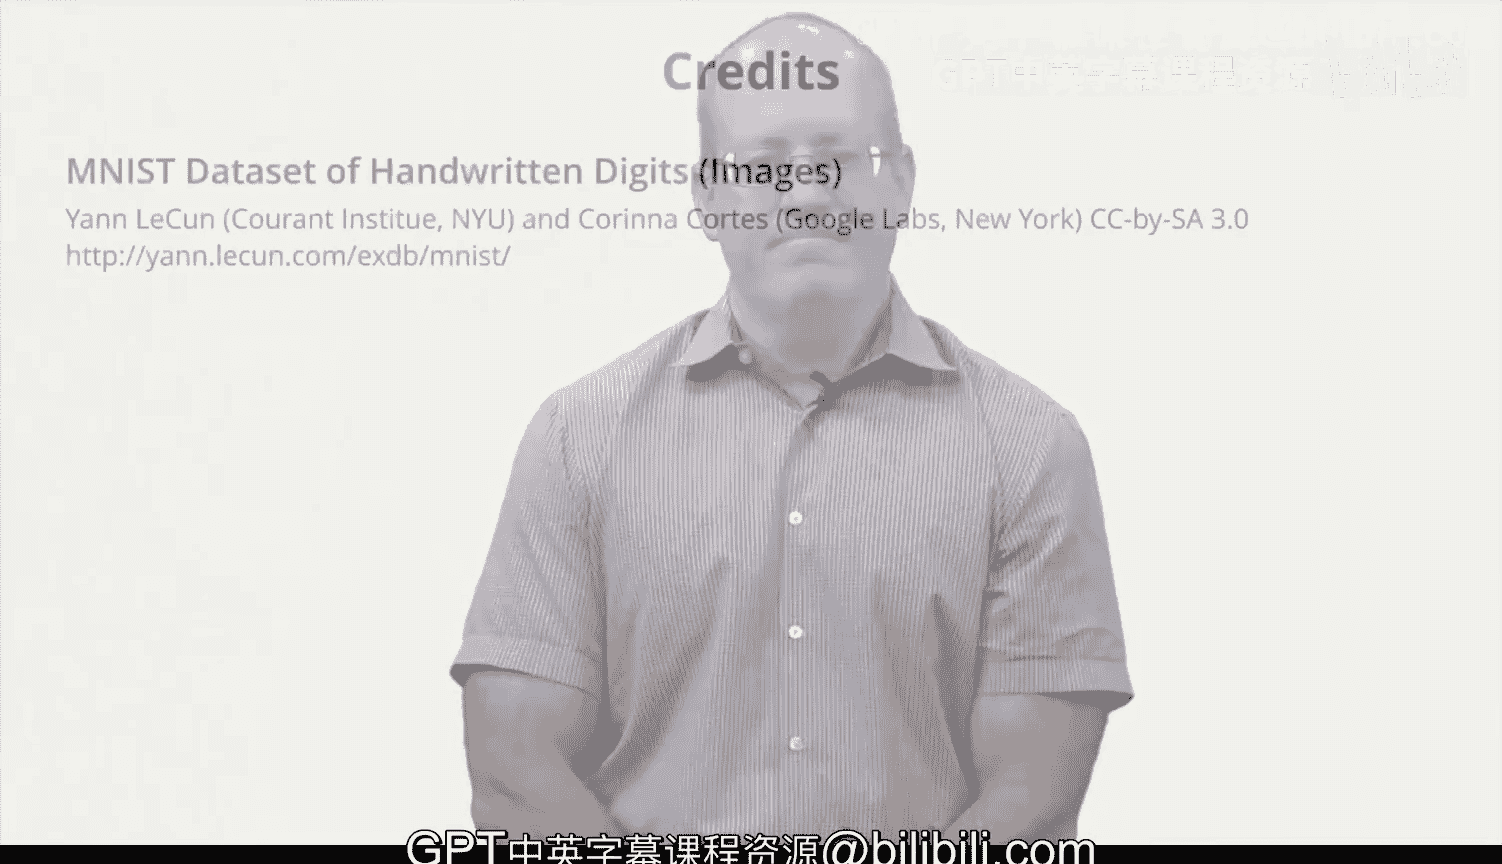 Credits
MNIST Dataset of Handwritten Digits (Images)
Yann LeCun (Courant Institue, NYU) and Corinna Cortes (Google Labs, New York) CC-by-SA 3.0
http://yann.lecun.com/exdb/mnist/
GPT中英字幕课程资源@bilibili.com